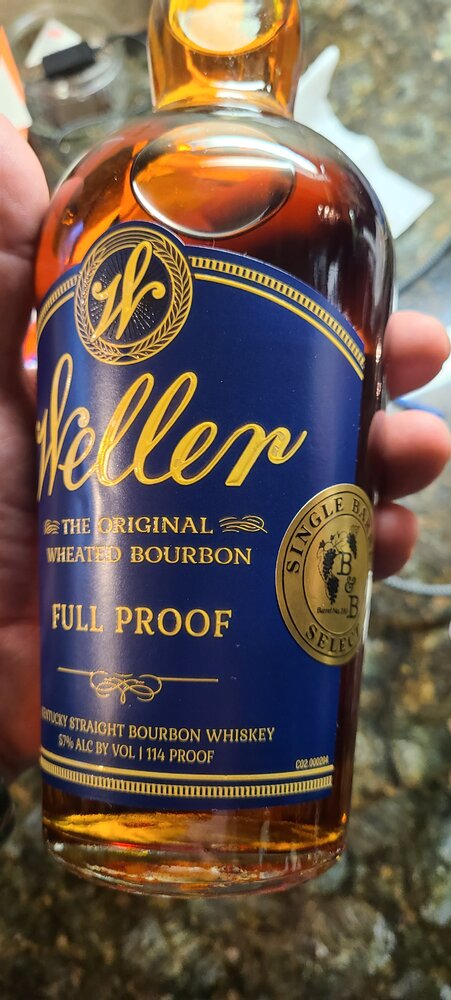 W
Weller
THE ORIGINAL
WHEATED BOURBON
FULL PROOF
KENTUCKY STRAIGHT BOURBON WHISKEY
57% ALC BY VOL | 114 PROOF
C02 000204
SINGLE BARREL
B
&
B
SELECT